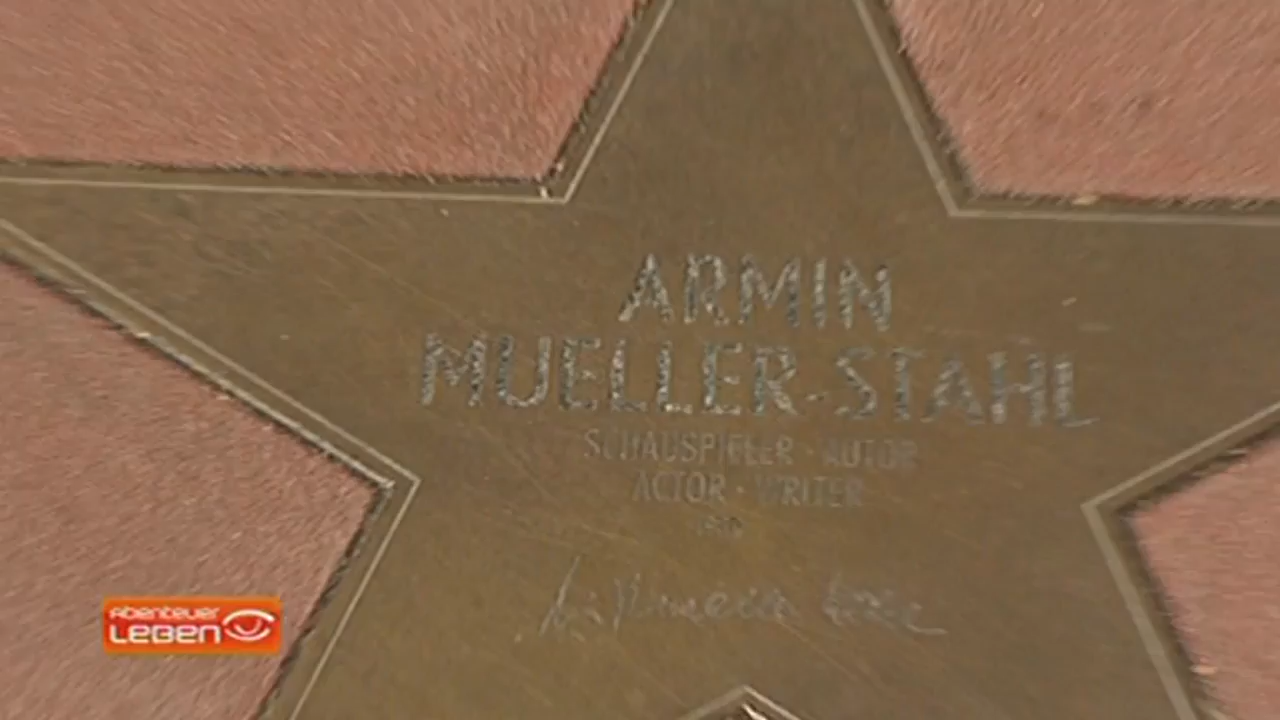 ARMIN
MUELLER-STAHL
SCHAUSPIELER · AUTOR
ACTOR · WRITER
Abenteuer
LEBEN